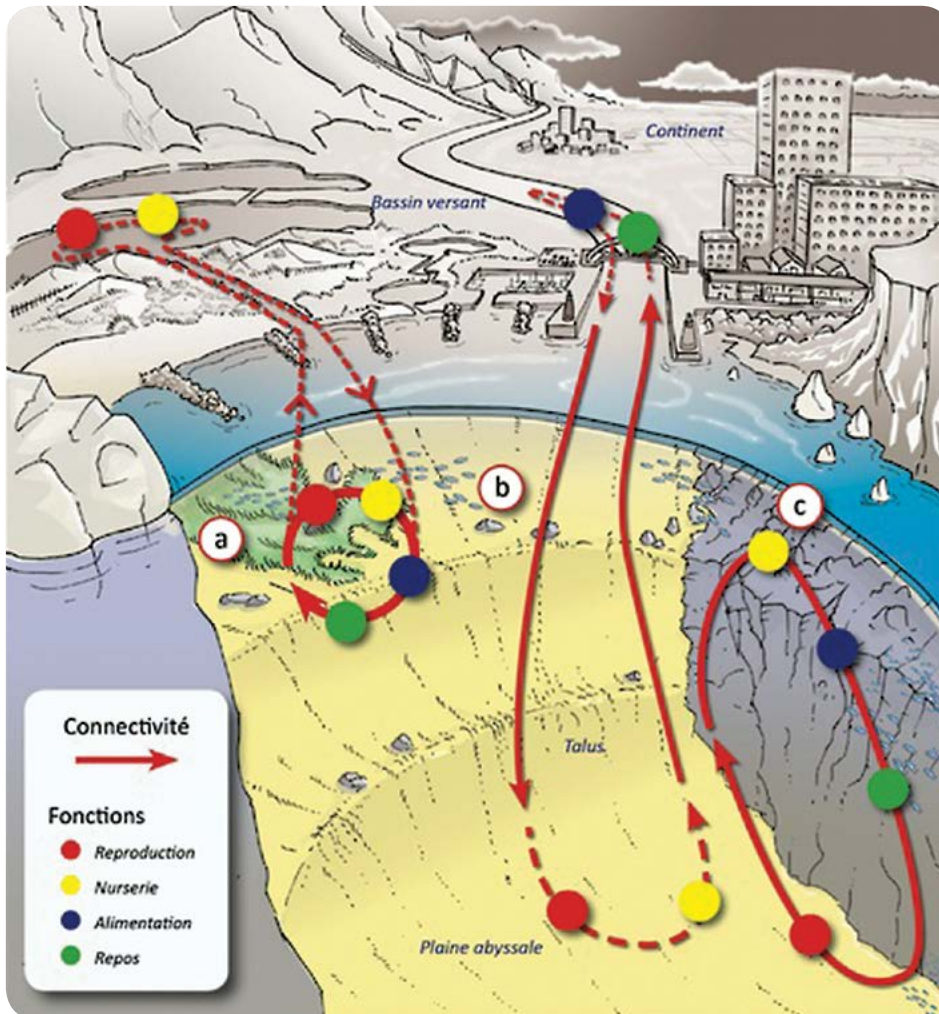 Continent
Bassin versant
b
a
c
Talus
Plaine abyssale
Connectivité
Fonctions
Reproduction
Nurserie
Alimentation
Repos